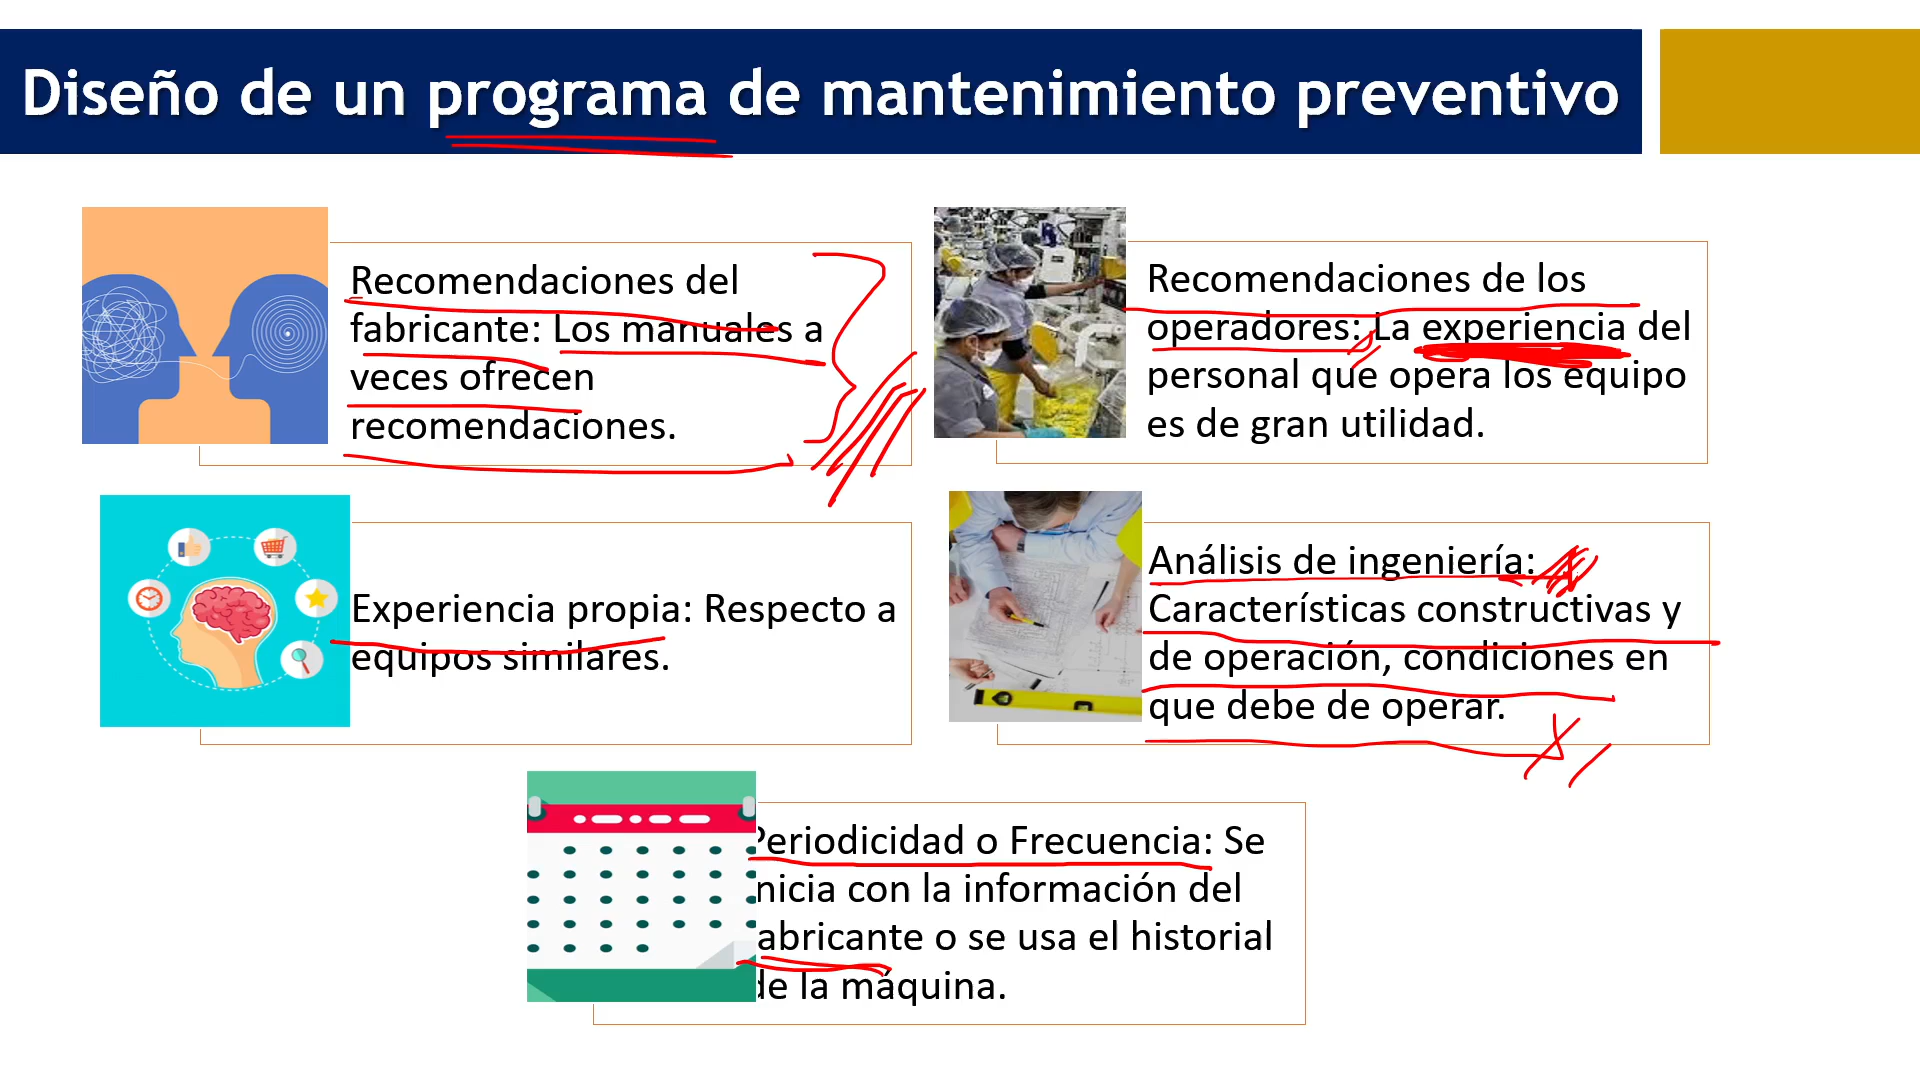 Diseño de un programa de mantenimiento preventivo
Recomendaciones del
fabricante: Los manuales a
veces ofrecen
recomendaciones.
Recomendaciones de los
operadores: La experiencia del
personal que opera los equipo
es de gran utilidad.
Experiencia propia: Respecto a
equipos similares.
Análisis de ingeniería:
Características constructivas y
de operación, condiciones en
que debe de operar.
Periodicidad o Frecuencia: Se
nicia con la información del
abricante o se usa el historial
de la máquina.